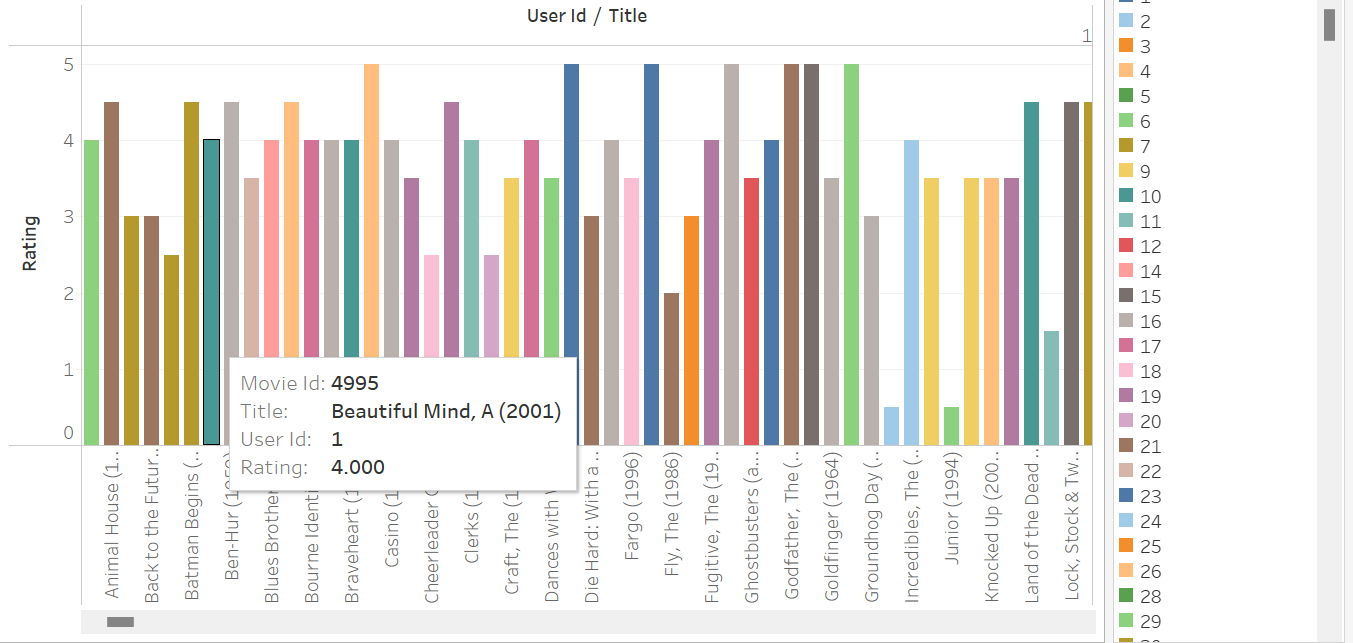 User Id / Title
1
Rating
5
4
3
2
1
0
Movie Id: 4995
Title: Beautiful Mind, A (2001)
User Id: 1
Rating: 4.000
Animal House (1..
Back to the Futur..
Batman Begins (..
Ben-Hur (1
Blues Brother
Bourne Identi
Braveheart (1
Casino (1
Cheerleader
Clerks (1
Craft, The (1
Dances with
Die Hard: With a ..
Fargo (1996)
Fly, The (1986)
Fugitive, The (19..
Ghostbusters (a..
Godfather, The (..
Goldfinger (1964)
Groundhog Day (..
Incredibles, The (..
Junior (1994)
Knocked Up (200..
Land of the Dead ..
Lock, Stock & Tw..
2
3
4
5
6
7
9
10
11
12
14
15
16
17
18
19
20
21
22
23
24
25
26
28
29